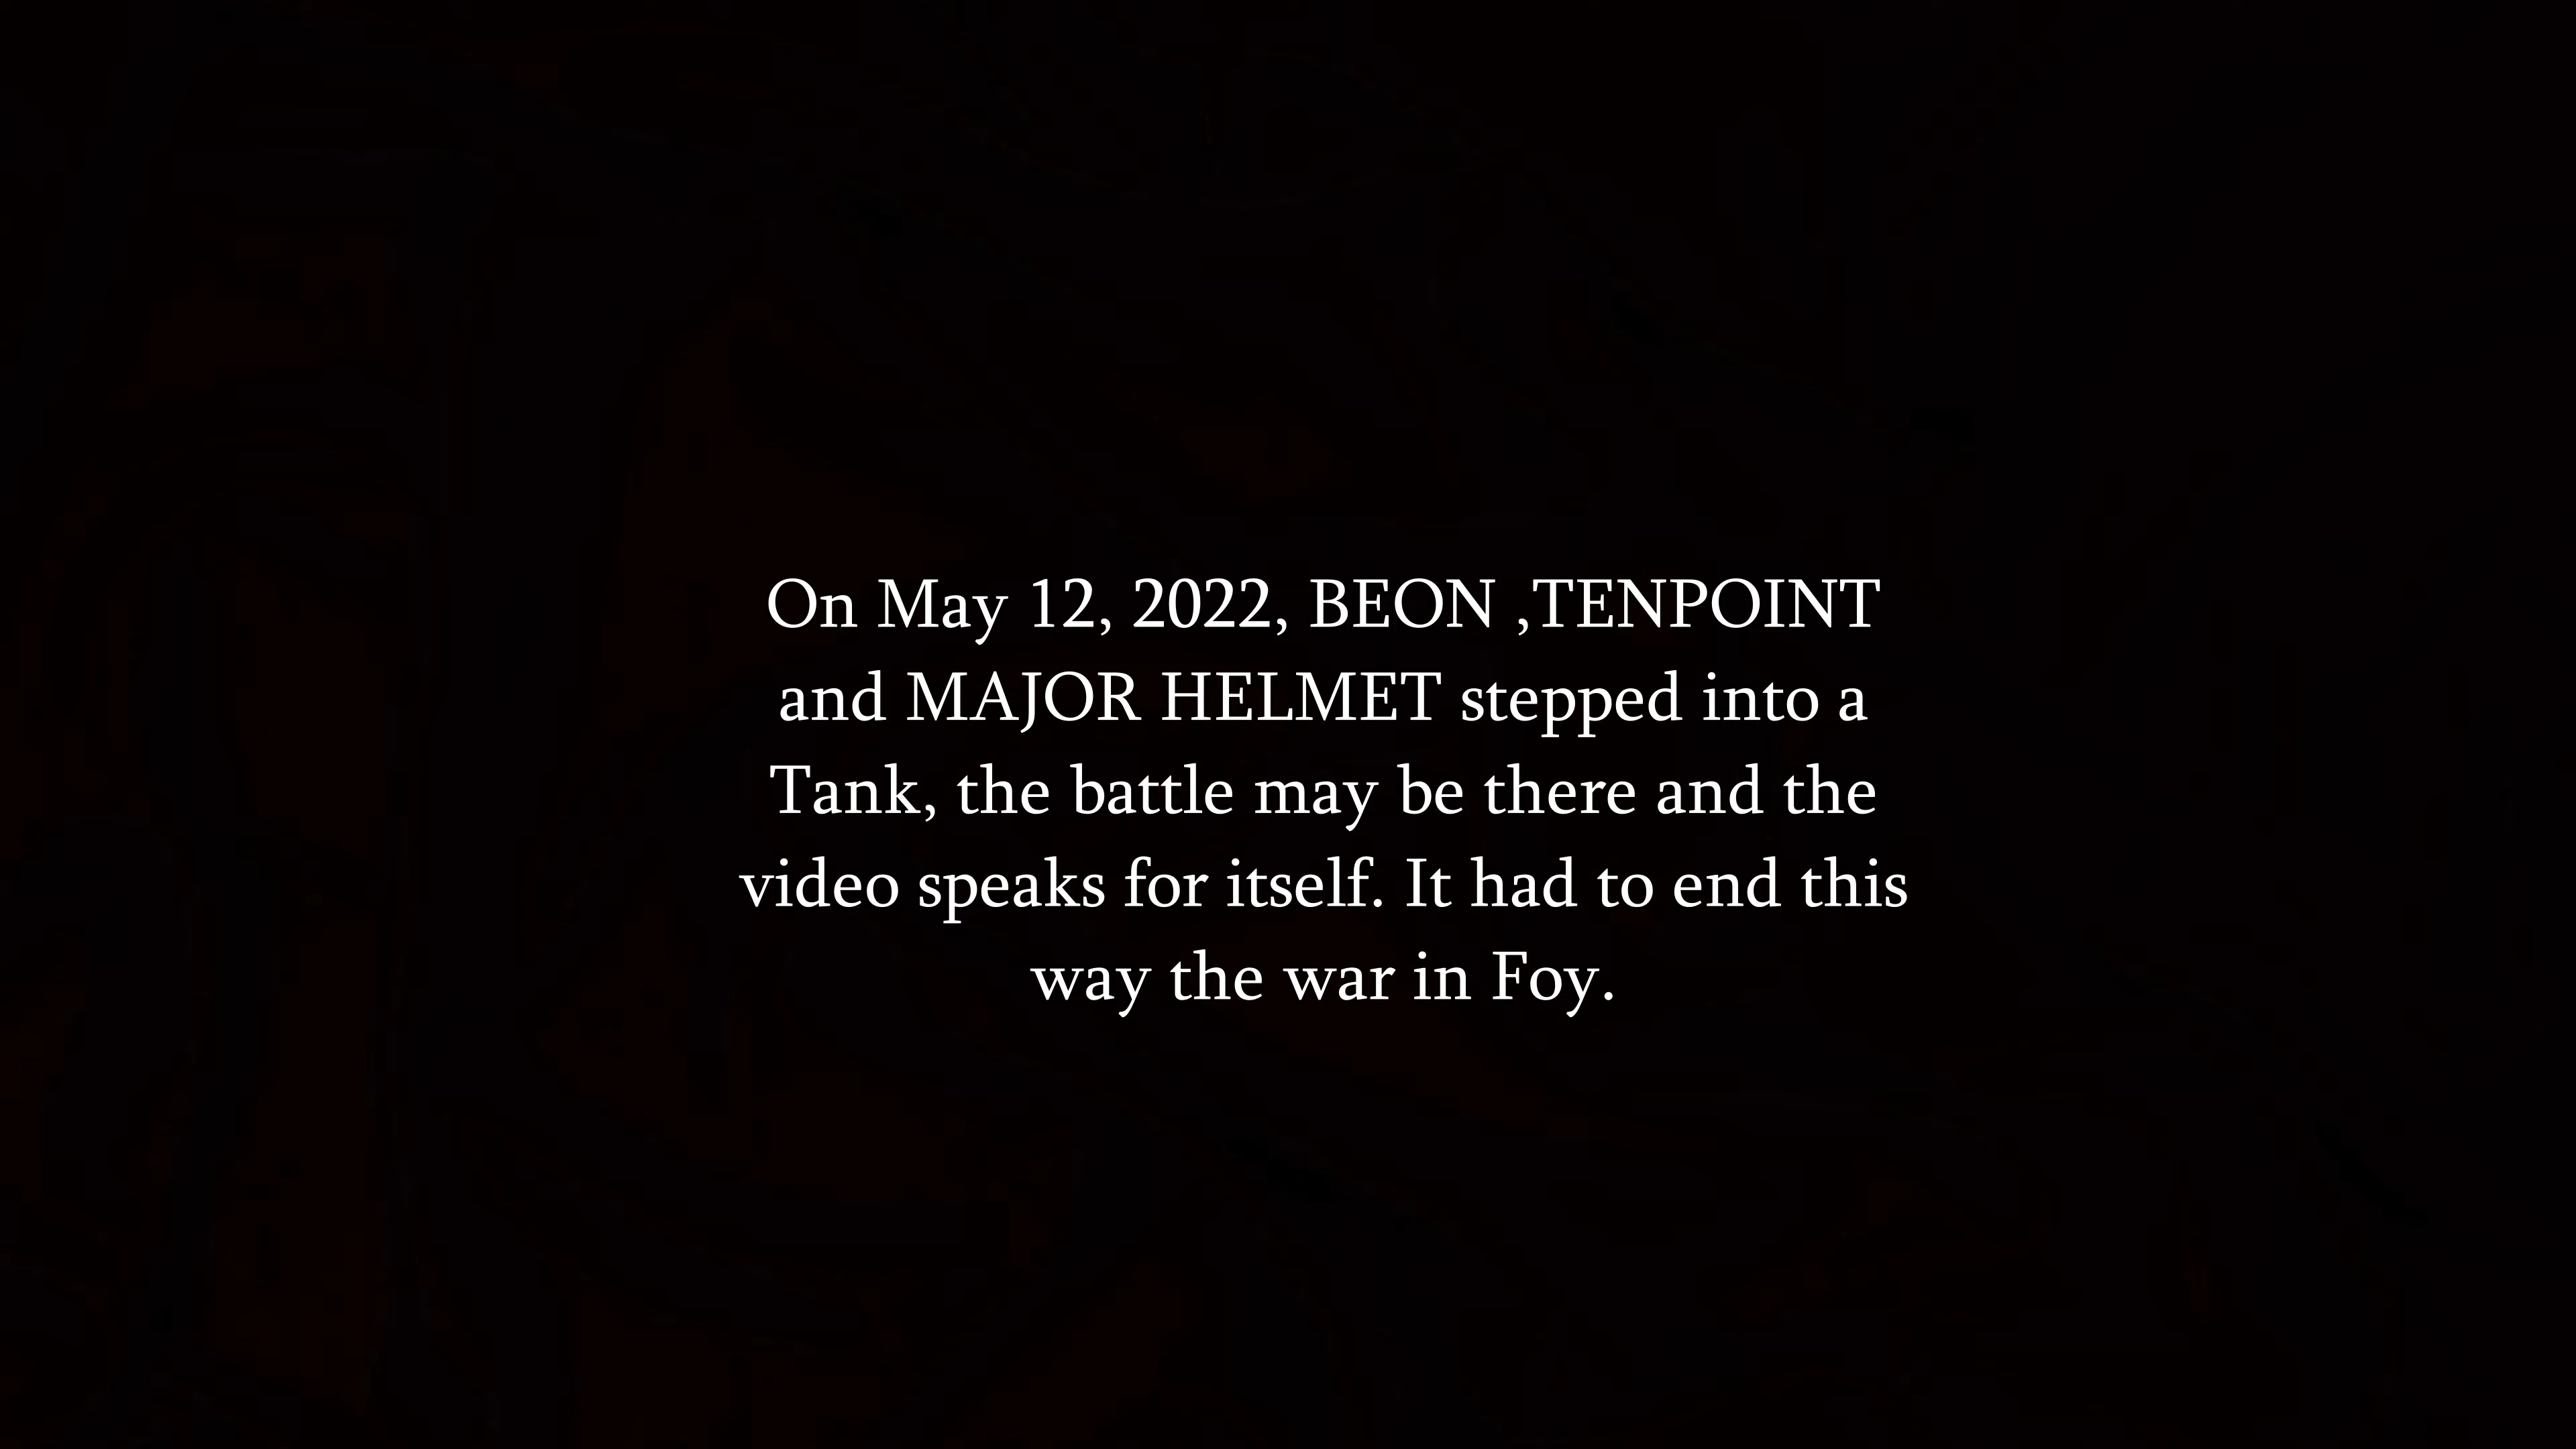 On May 12, 2022, BEON ,TENPOINT
and MAJOR HELMET stepped into a
Tank, the battle may be there and the
video speaks for itself. It had to end this
way the war in Foy.